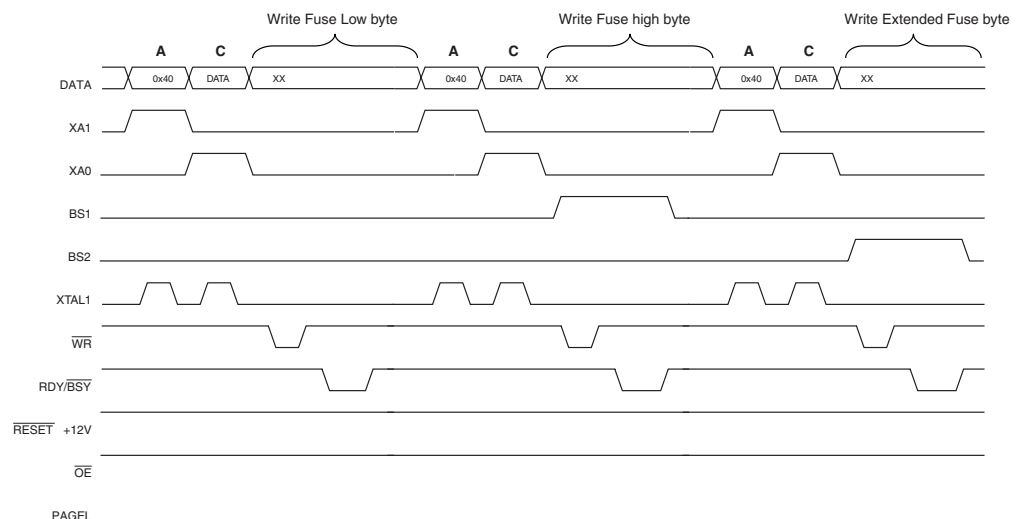 Write Fuse Low byte Write Fuse high byte Write Extended Fuse byte
A C A C A C
DATA 0x40 DATA XX 0x40 DATA XX 0x40 DATA XX
XA1
XA0
BS1
BS2
XTAL1
WR
RDY/BSY
RESET +12V
OE
PAGEL